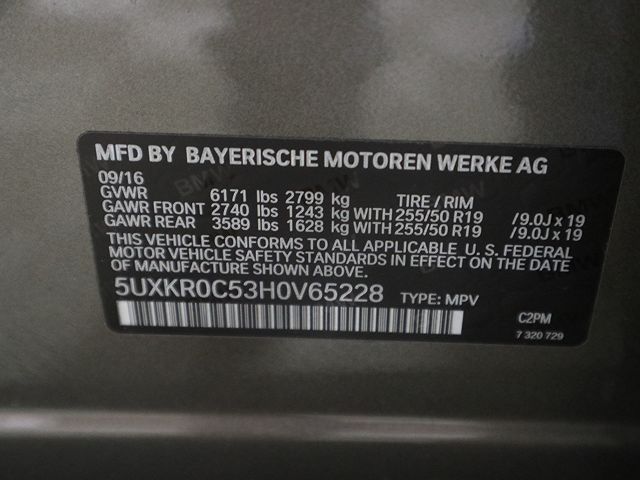 MFD BY BAYERISCHE MOTOREN WERKE AG
09/16
GVWR 6171 lbs 2799 kg TIRE / RIM
GAWR FRONT 2740 lbs 1243 kg WITH 255/50 R19 /9.0J x 19
GAWR REAR 3589 lbs 1628 kg WITH 255/50 R19 /9.0J x 19
THIS VEHICLE CONFORMS TO ALL APPLICABLE U. S. FEDERAL
MOTOR VEHICLE SAFETY STANDARDS IN EFFECT ON THE DATE
OF MANUFACTURE SHOWN ABOVE.
5UXKR0C53H0V65228 TYPE: MPV
C2PM
7 320 729